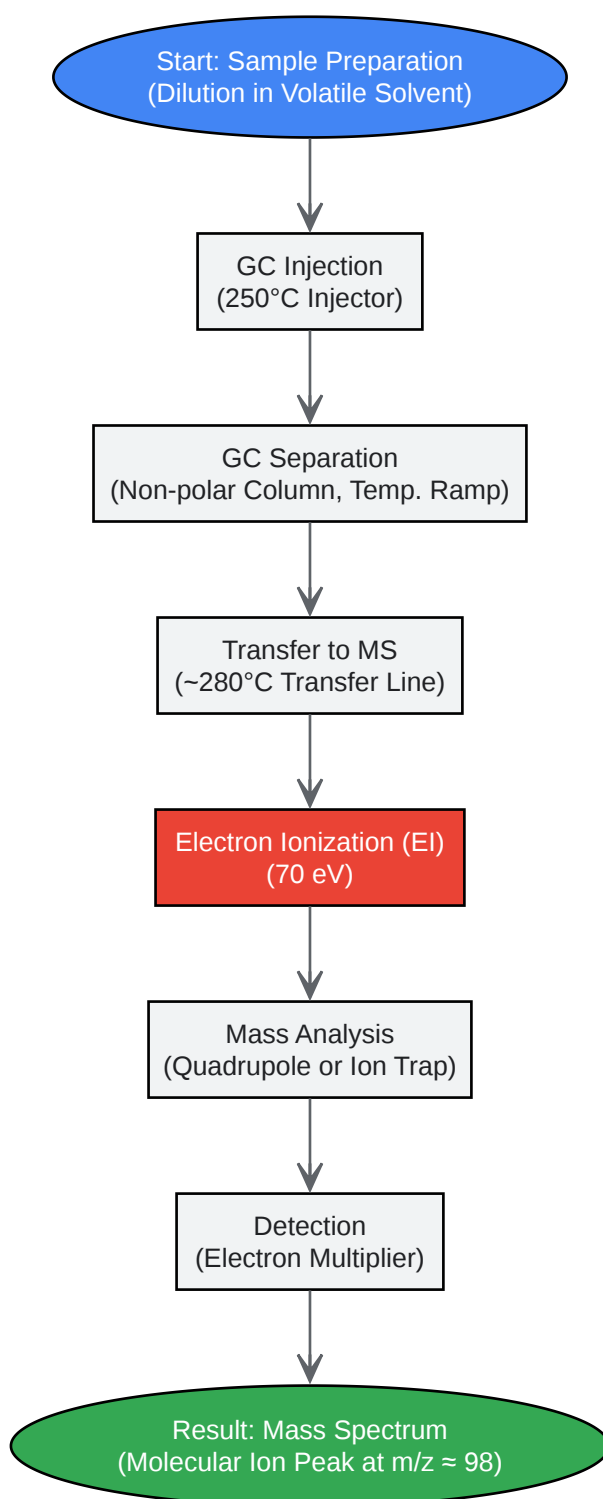 Start: Sample Preparation
(Dilution in Volatile Solvent)
GC Injection
(250°C Injector)
GC Separation
(Non-polar Column, Temp. Ramp)
Transfer to MS
(~280°C Transfer Line)
Electron Ionization (EI)
(70 eV)
Mass Analysis
(Quadrupole or Ion Trap)
Detection
(Electron Multiplier)
Result: Mass Spectrum
(Molecular Ion Peak at m/z ≈ 98)